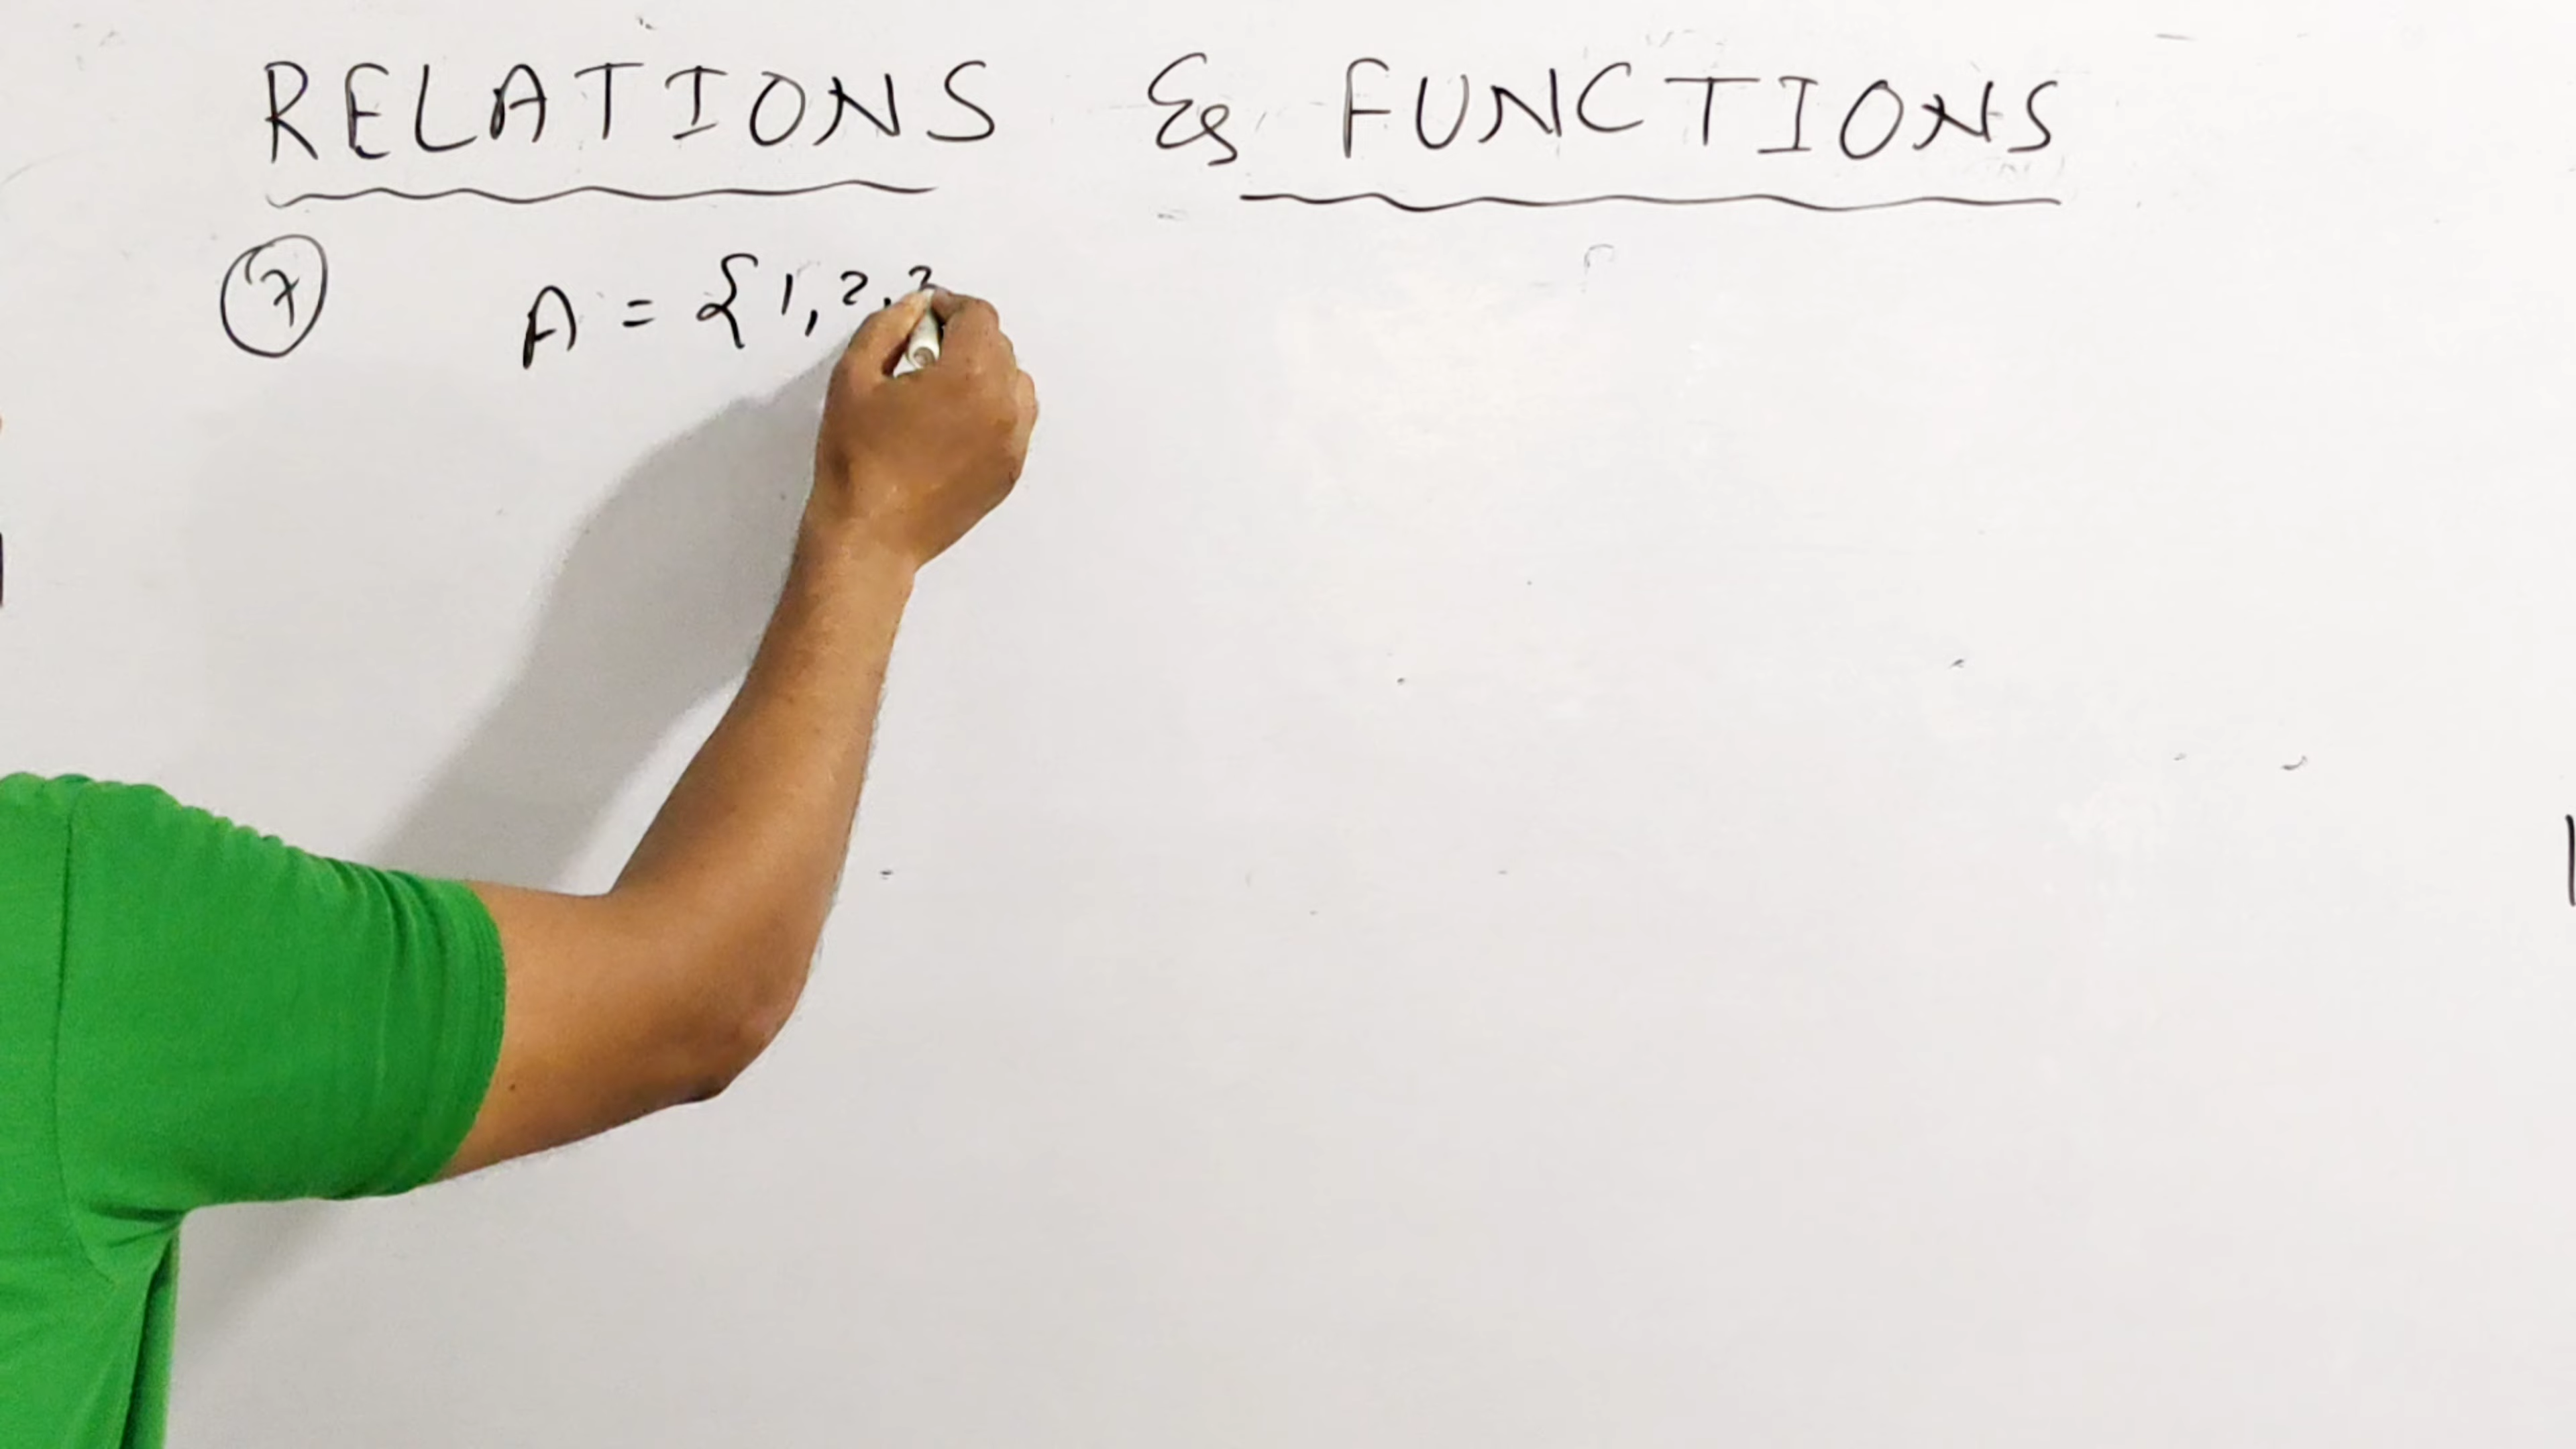 RELATIONS & FUNCTIONS
7 A = {1, 2, 3